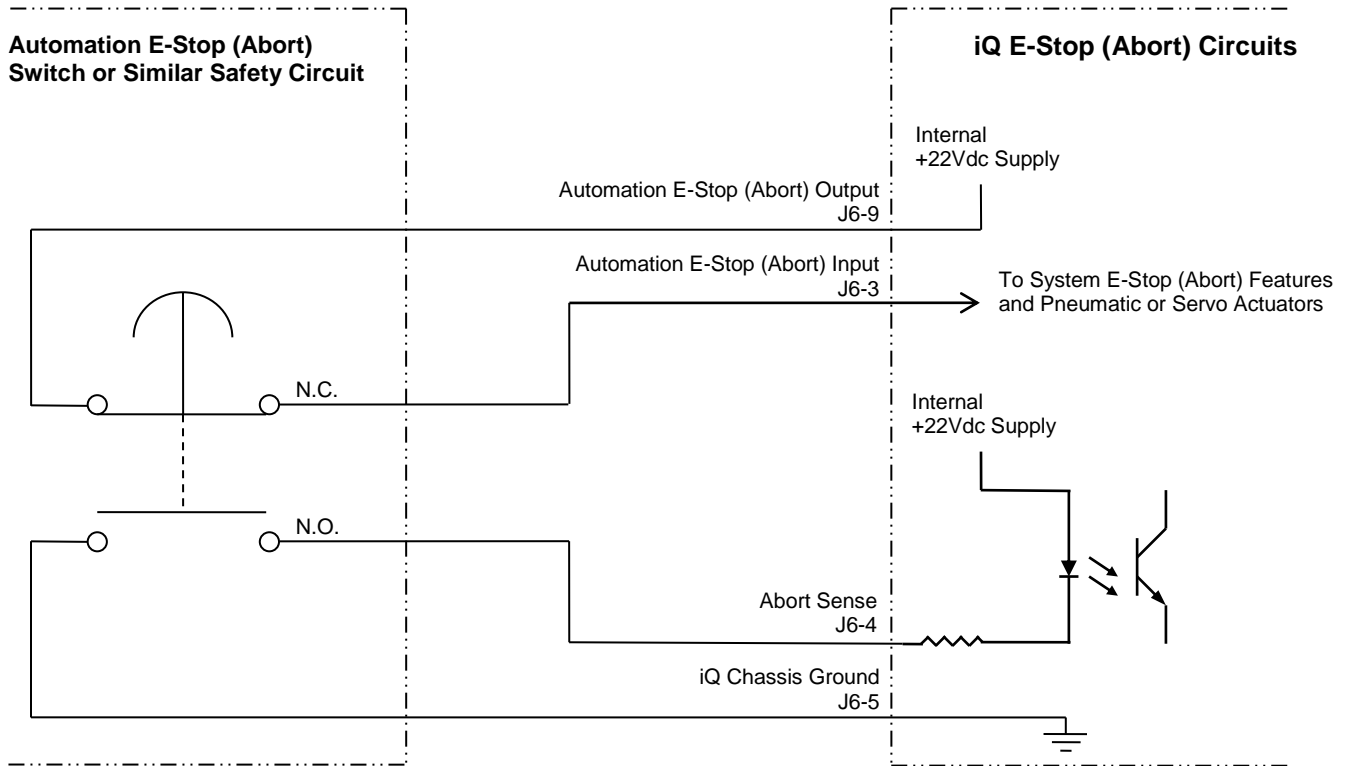 Automation E-Stop (Abort)
Switch or Similar Safety Circuit
iQ E-Stop (Abort) Circuits
Internal
+22Vdc Supply
Automation E-Stop (Abort) Output
J6-9
Automation E-Stop (Abort) Input
J6-3
To System E-Stop (Abort) Features
and Pneumatic or Servo Actuators
N.C.
Internal
+22Vdc Supply
N.O.
Abort Sense
J6-4
iQ Chassis Ground
J6-5